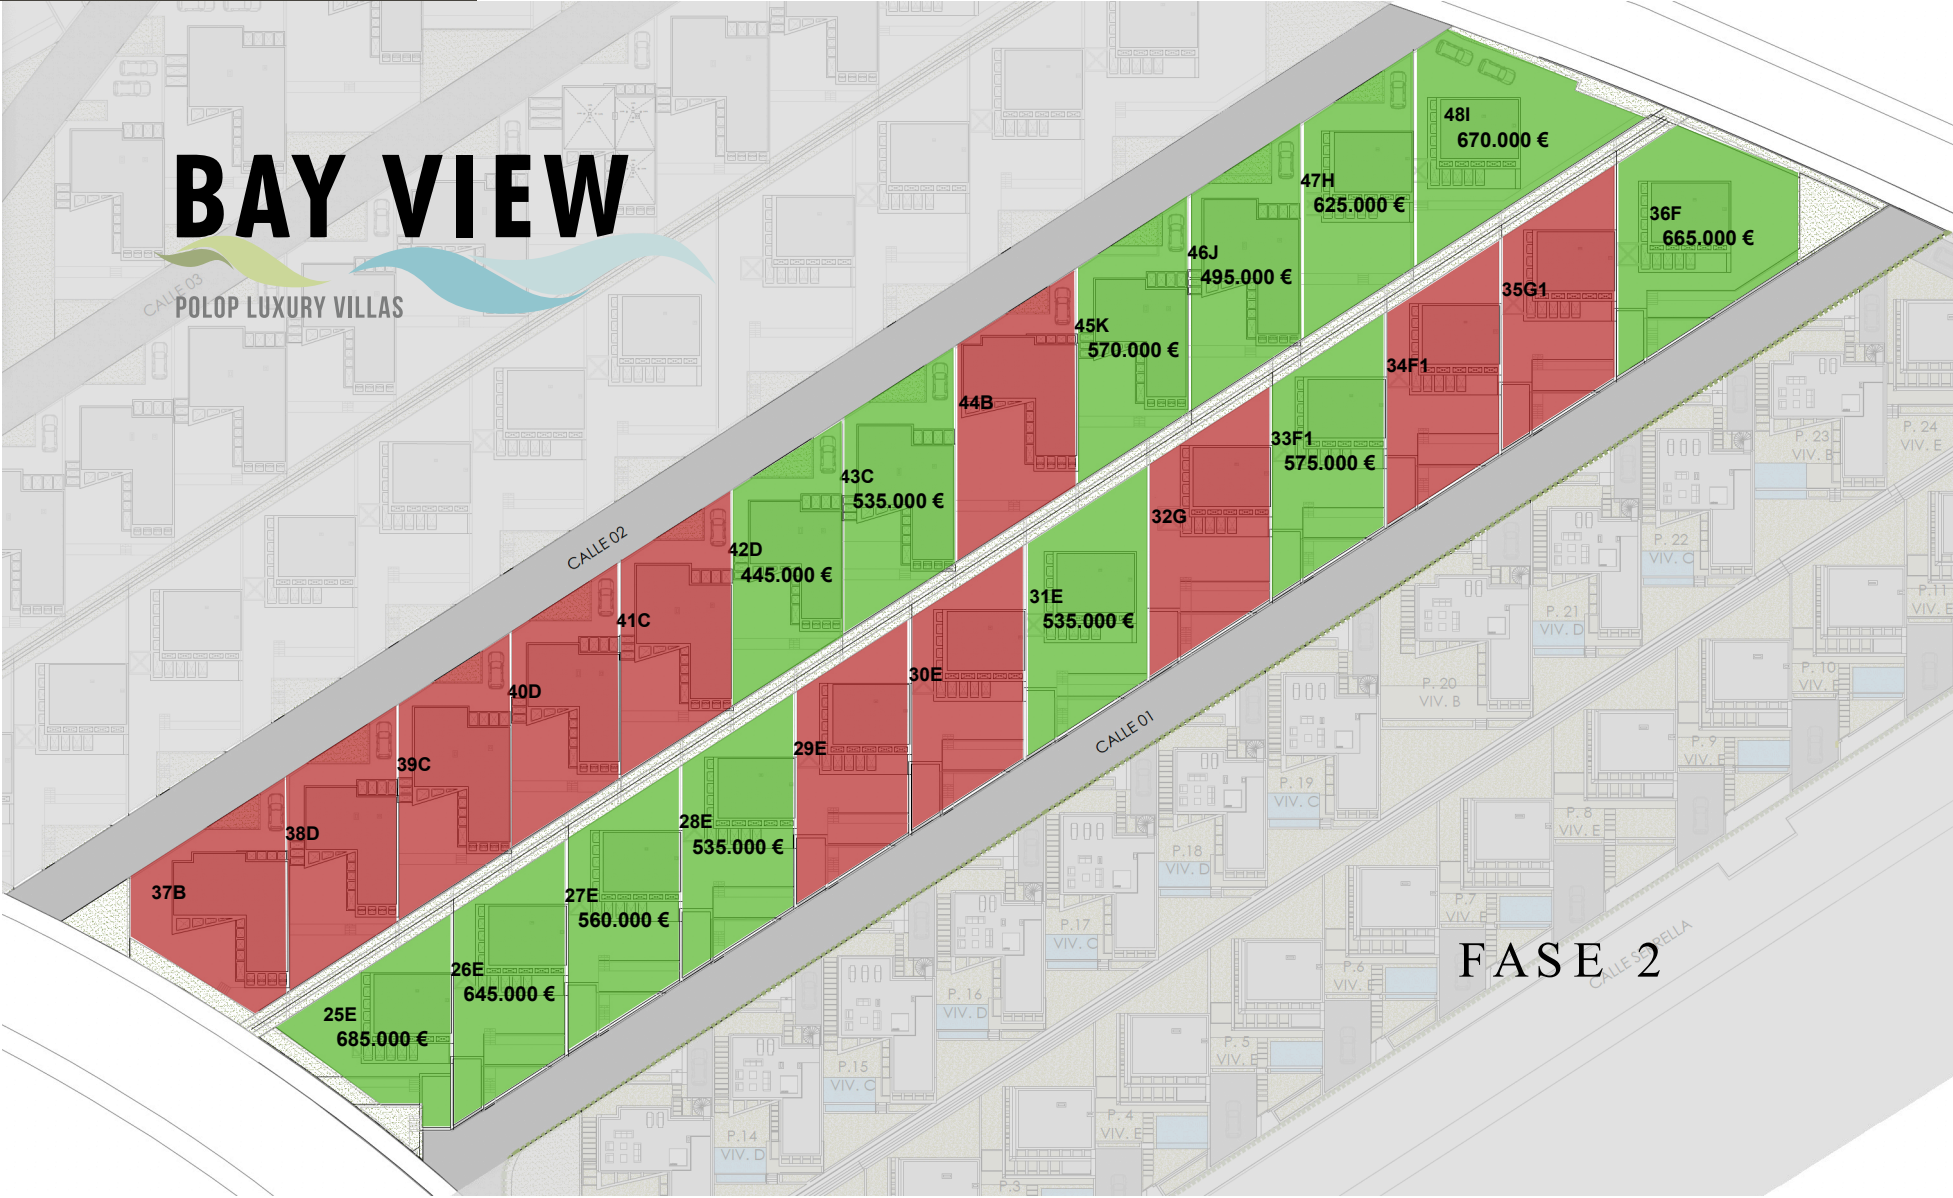 BAY VIEW
POLOP LUXURY VILLAS
CALLE 03
CALLE 02
CALLE 01
48I
670.000 €
47H
625.000 €
46J
495.000 €
45K
570.000 €
44B
43C
535.000 €
42D
445.000 €
41C
40D
39C
38D
37B
36F
665.000 €
35G1
34F1
33F1
575.000 €
32G
31E
535.000 €
30E
29E
28E
535.000 €
27E
560.000 €
26E
645.000 €
25E
685.000 €
P. 24
VIV. E
P. 23
VIV. B
P. 22
VIV. C
P. 21
VIV. D
P. 20
VIV. B
P. 19
VIV. C
P.18
VIV. D
P.17
VIV. C
P. 16
VIV. D
P.15
VIV. C
P.14
VIV. D
P.11
VIV. E
P. 10
VIV. E
P. 9
VIV. E
P. 8
VIV. E
P.7
VIV. E
P.6
VIV. E
P. 5
VIV. E
P. 4
VIV. E
P.3
FASE 2
CALLE SERRELLA